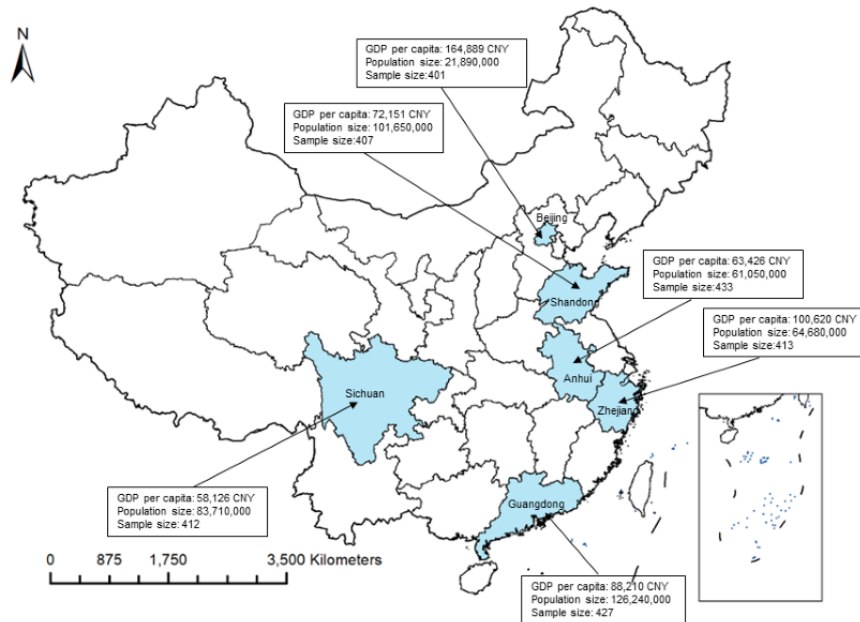 N
GDP per capita: 164,889 CNY
Population size: 21,890,000
Sample size:401
GDP per capita: 72,151 CNY
Population size: 101,650,000
Sample size:407
Beijing
GDP per capita: 63,426 CNY
Population size: 61,050,000
Sample size:433
Shandong
GDP per capita: 100,620 CNY
Population size: 64,680,000
Sample size:413
Anhui
Sichuan
Zhejiang
GDP per capita: 58,126 CNY
Population size: 83,710,000
Sample size: 412
Guangdong
0 875 1,750 3,500 Kilometers
GDP per capita: 88,210 CNY
Population size: 126,240,000
Sample size: 427